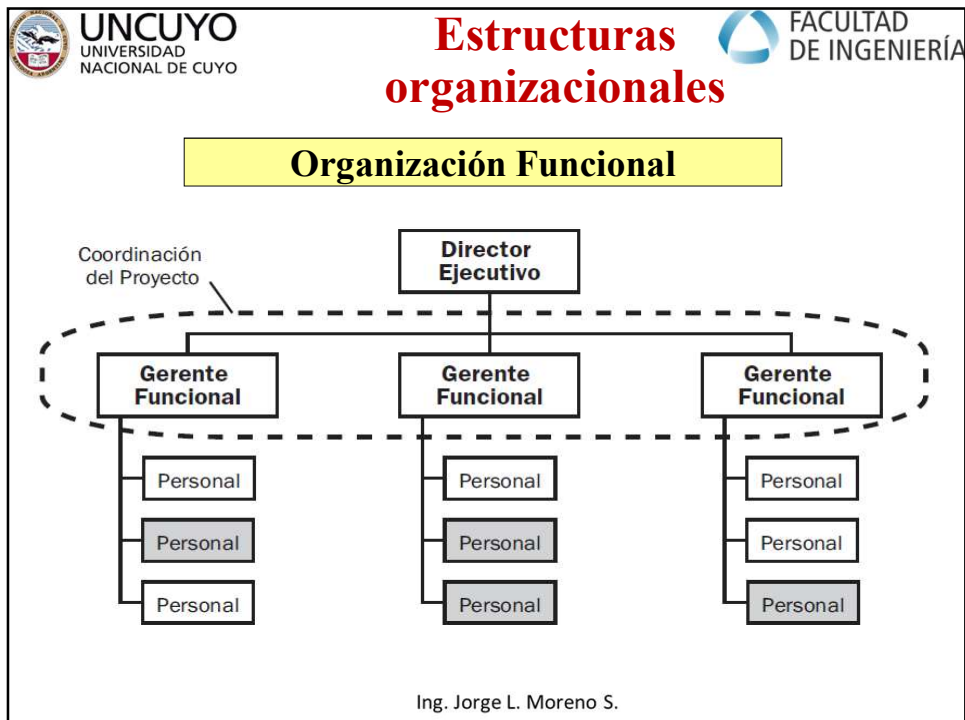 UNCUYO
UNIVERSIDAD
NACIONAL DE CUYO
Estructuras
organizacionales
FACULTAD
DE INGENIERÍA
Organización Funcional
Coordinación
del Proyecto
Director
Ejecutivo
Gerente
Funcional
Gerente
Funcional
Gerente
Funcional
Personal
Personal
Personal
Personal
Personal
Personal
Personal
Personal
Personal
Ing. Jorge L. Moreno S.